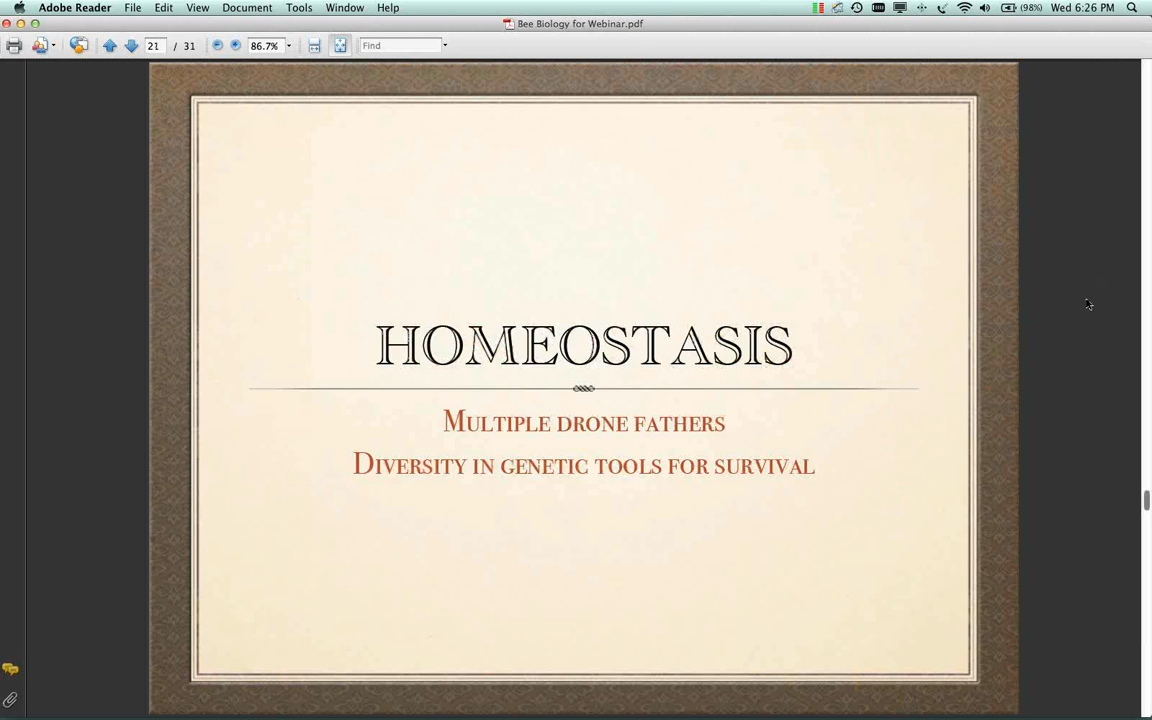 Adobe Reader File Edit View Document Tools Window Help (98%) Wed 6:26 PM
Bee Biology for Webinar.pdf
21 / 31 86.7% Find
HOMEOSTASIS
Multiple drone fathers
Diversity in genetic tools for survival